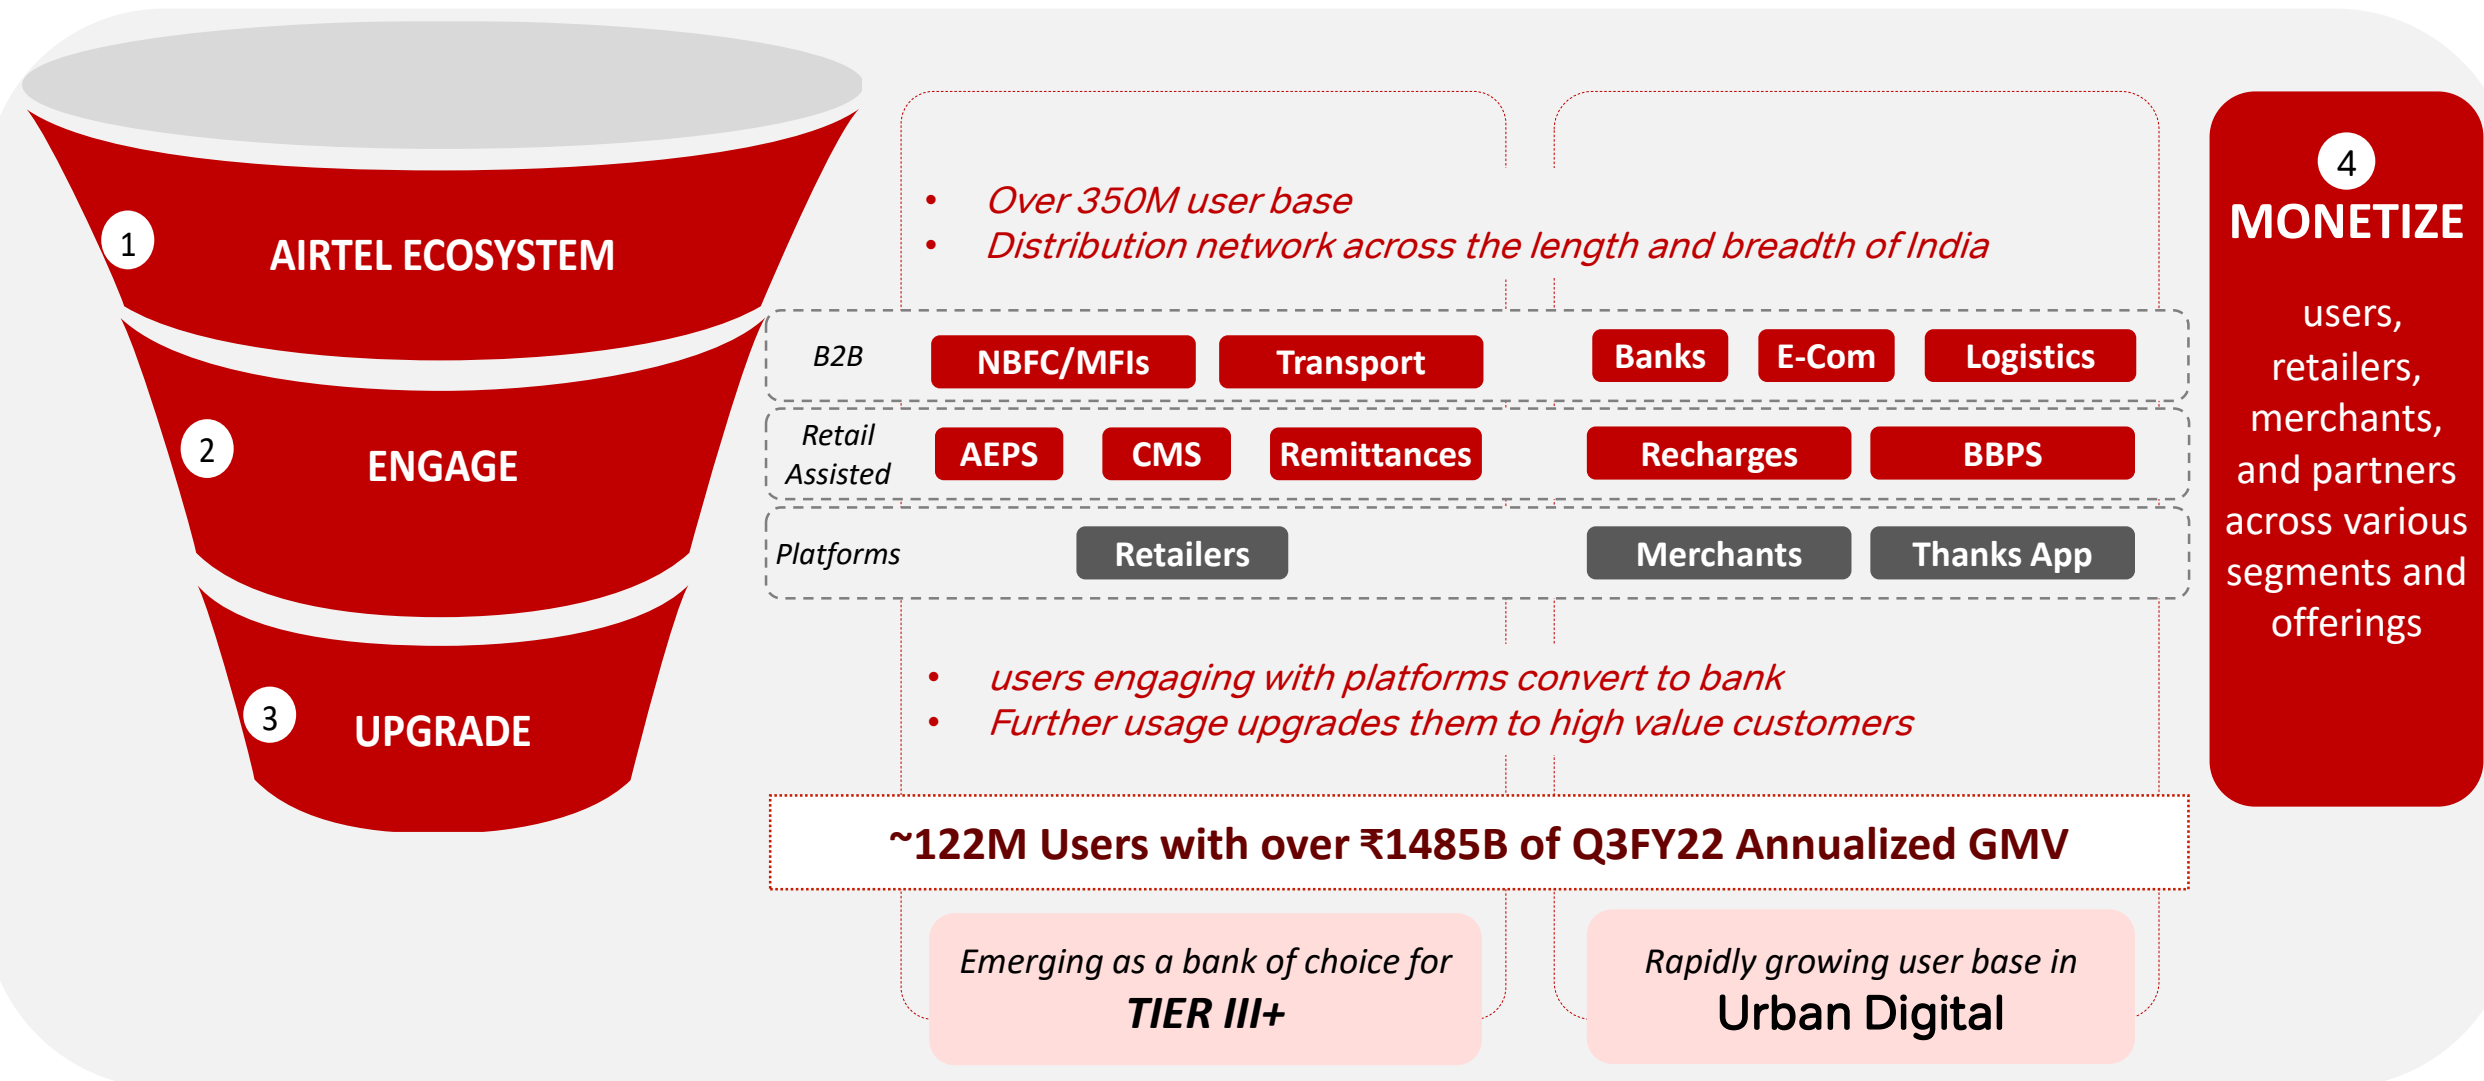 1
AIRTEL ECOSYSTEM
• Over 350M user base
• Distribution network across the length and breadth of India
2
ENGAGE
B2B
NBFC/MFIs Transport Banks E-Com Logistics
Retail
Assisted
AEPS CMS Remittances Recharges BBPS
Platforms
Retailers Merchants Thanks App
3
UPGRADE
• users engaging with platforms convert to bank
• Further usage upgrades them to high value customers
~122M Users with over ₹1485B of Q3FY22 Annualized GMV
Emerging as a bank of choice for
TIER III+
Rapidly growing user base in
Urban Digital
4
MONETIZE
users,
retailers,
merchants,
and partners
across various
segments and
offerings